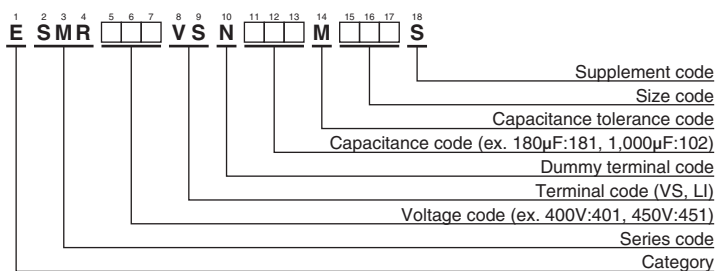 1 2 3 4 5 6 7 8 9 10 11 12 13 14 15 16 17 18
E S M R □ □ □ V S N □ □ □ M □ □ □ S
Supplement code
Size code
Capacitance tolerance code
Capacitance code (ex. 180μF:181, 1,000μF:102)
Dummy terminal code
Terminal code (VS, LI)
Voltage code (ex. 400V:401, 450V:451)
Series code
Category